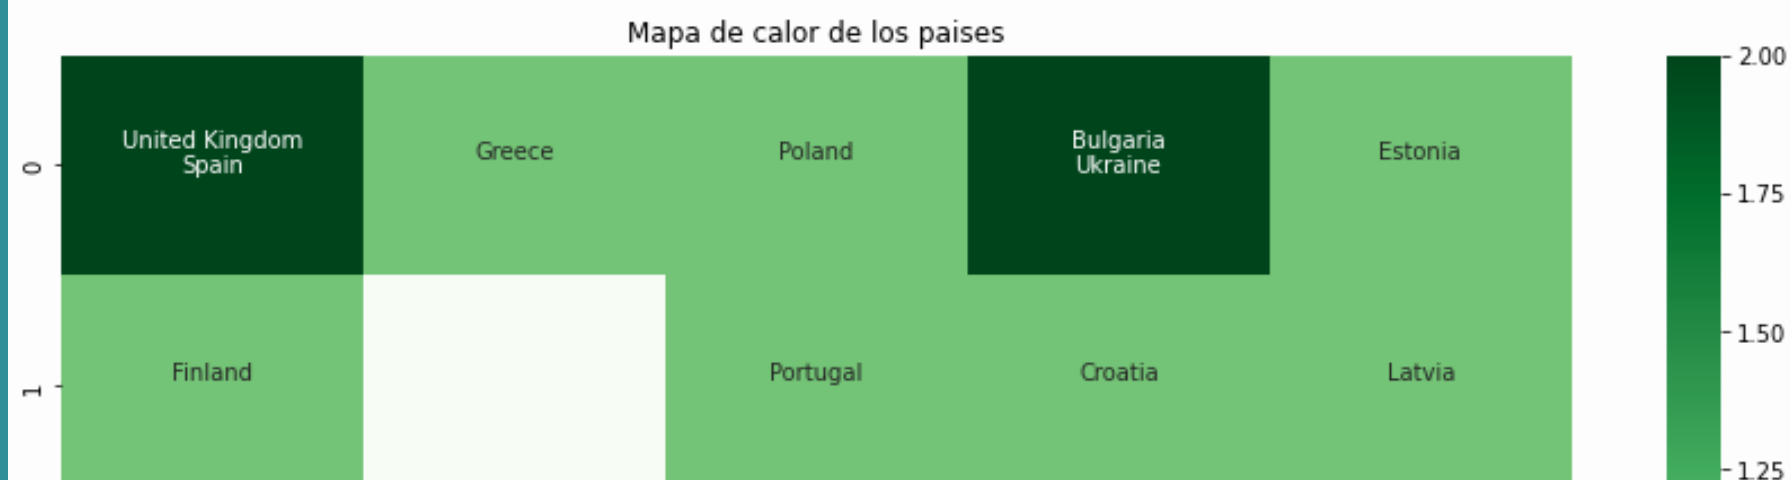 Mapa de calor de los paises
2.00
United Kingdom
Spain
Greece
Poland
Bulgaria
Ukraine
Estonia
0
1.75
1.50
Finland
Portugal
Croatia
Latvia
1
1.25